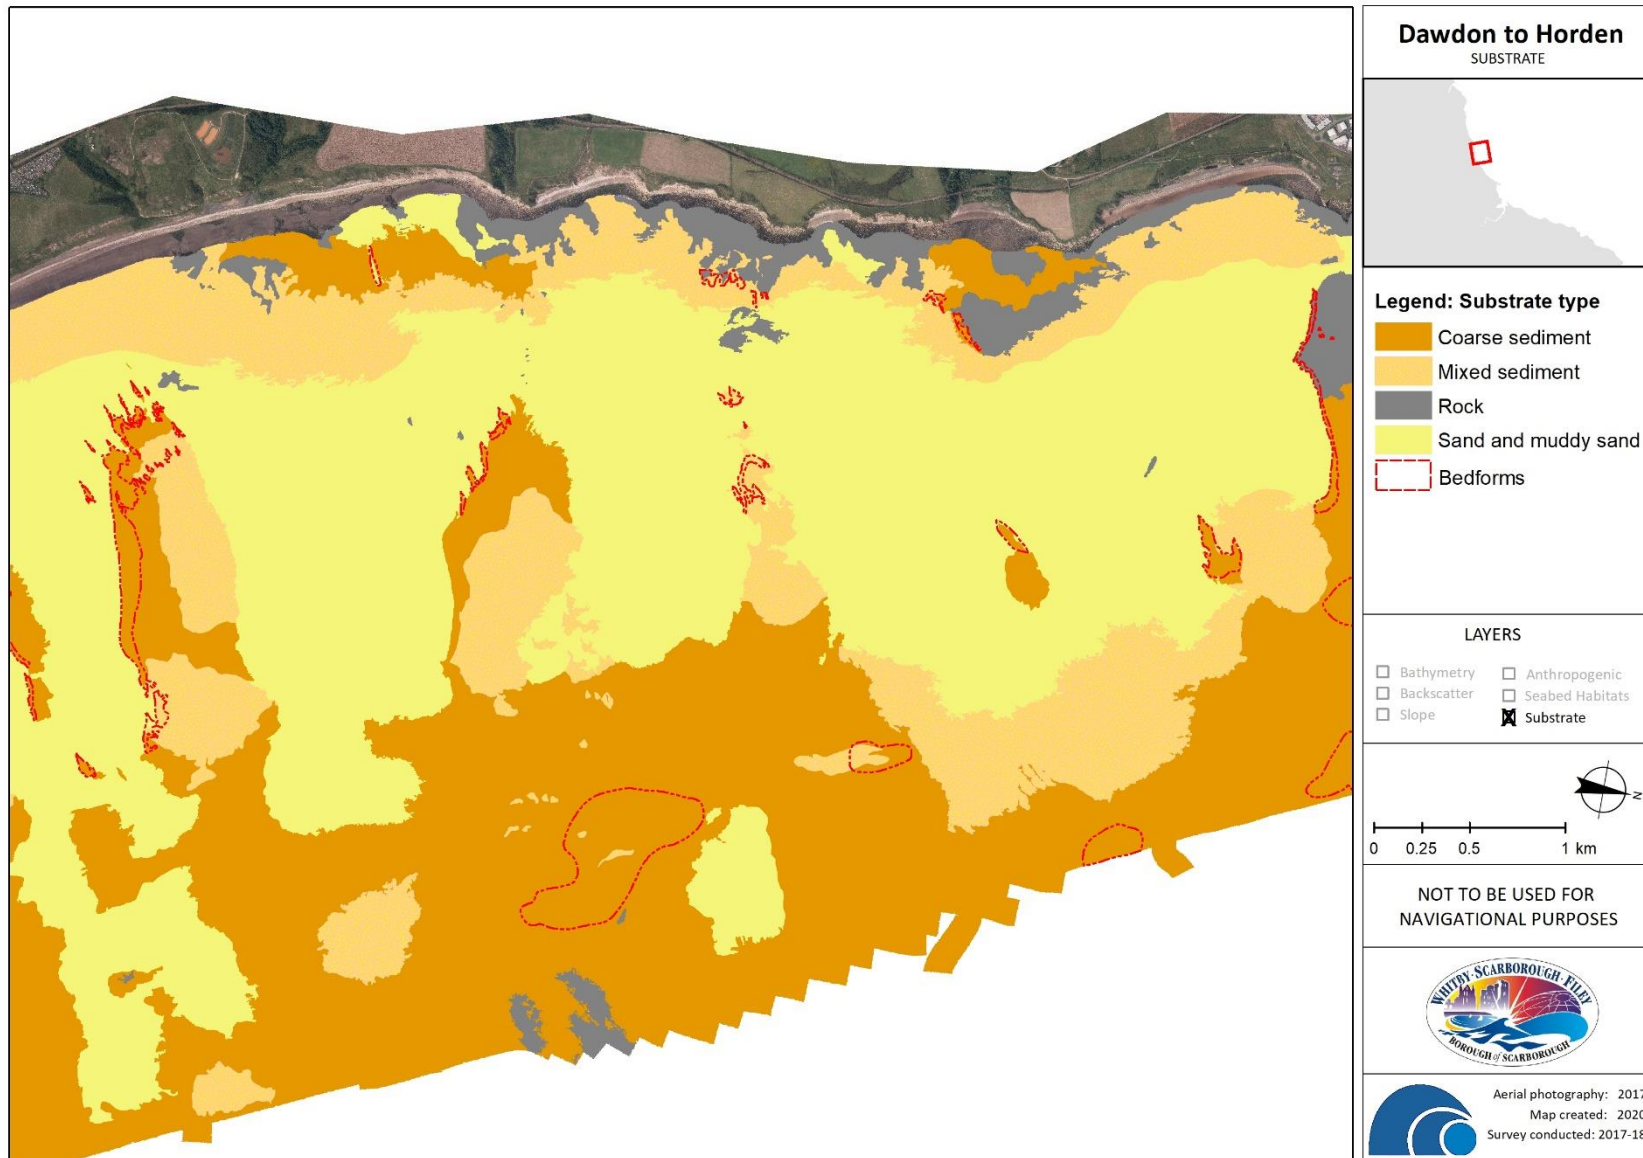 Dawdon to Horden
SUBSTRATE
Legend: Substrate type
Coarse sediment
Mixed sediment
Rock
Sand and muddy sand
Bedforms
LAYERS
Bathymetry
Anthropogenic
Backscatter
Seabed Habitats
Slope
Substrate
N
0 0.25 0.5 1 km
NOT TO BE USED FOR
NAVIGATIONAL PURPOSES
WHITBY·SCARBOROUGH·FILEY
BOROUGH of SCARBOROUGH
Aerial photography: 2017
Map created: 2020
Survey conducted: 2017-18